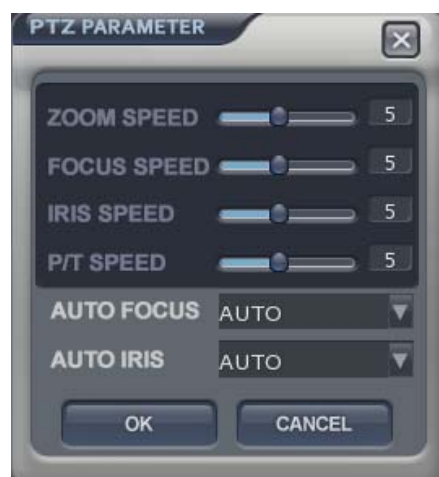 PTZ PARAMETER
ZOOM SPEED 5
FOCUS SPEED 5
IRIS SPEED 5
P/T SPEED 5
AUTO FOCUS AUTO
AUTO IRIS AUTO
OK CANCEL